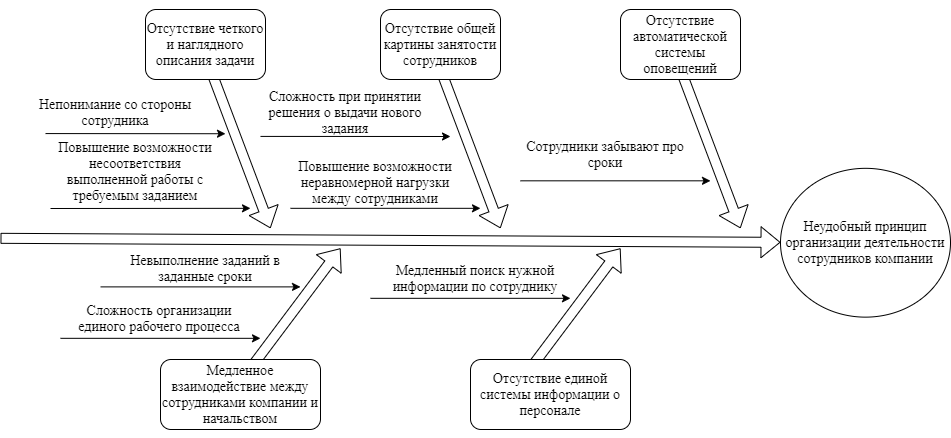 Отсутствие четкого
и наглядного
описания задачи
Отсутствие общей
картины занятости
сотрудников
Отсутствие
автоматической
системы
оповещений
Непонимание со стороны
сотрудника
Повышение возможности
несоответствия
выполненной работы с
требуемым заданием
Сложность при принятии
решения о выдачи нового
задания
Повышение возможности
неравномерной нагрузки
между сотрудниками
Сотрудники забывают про
сроки
Неудобный принцип
организации деятельности
сотрудников компании
Невыполнение заданий в
заданные сроки
Сложность организации
единого рабочего процесса
Медленный поиск нужной
информации по сотруднику
Медленное
взаимодействие между
сотрудниками компании и
начальством
Отсутствие единой
системы информации о
персонале